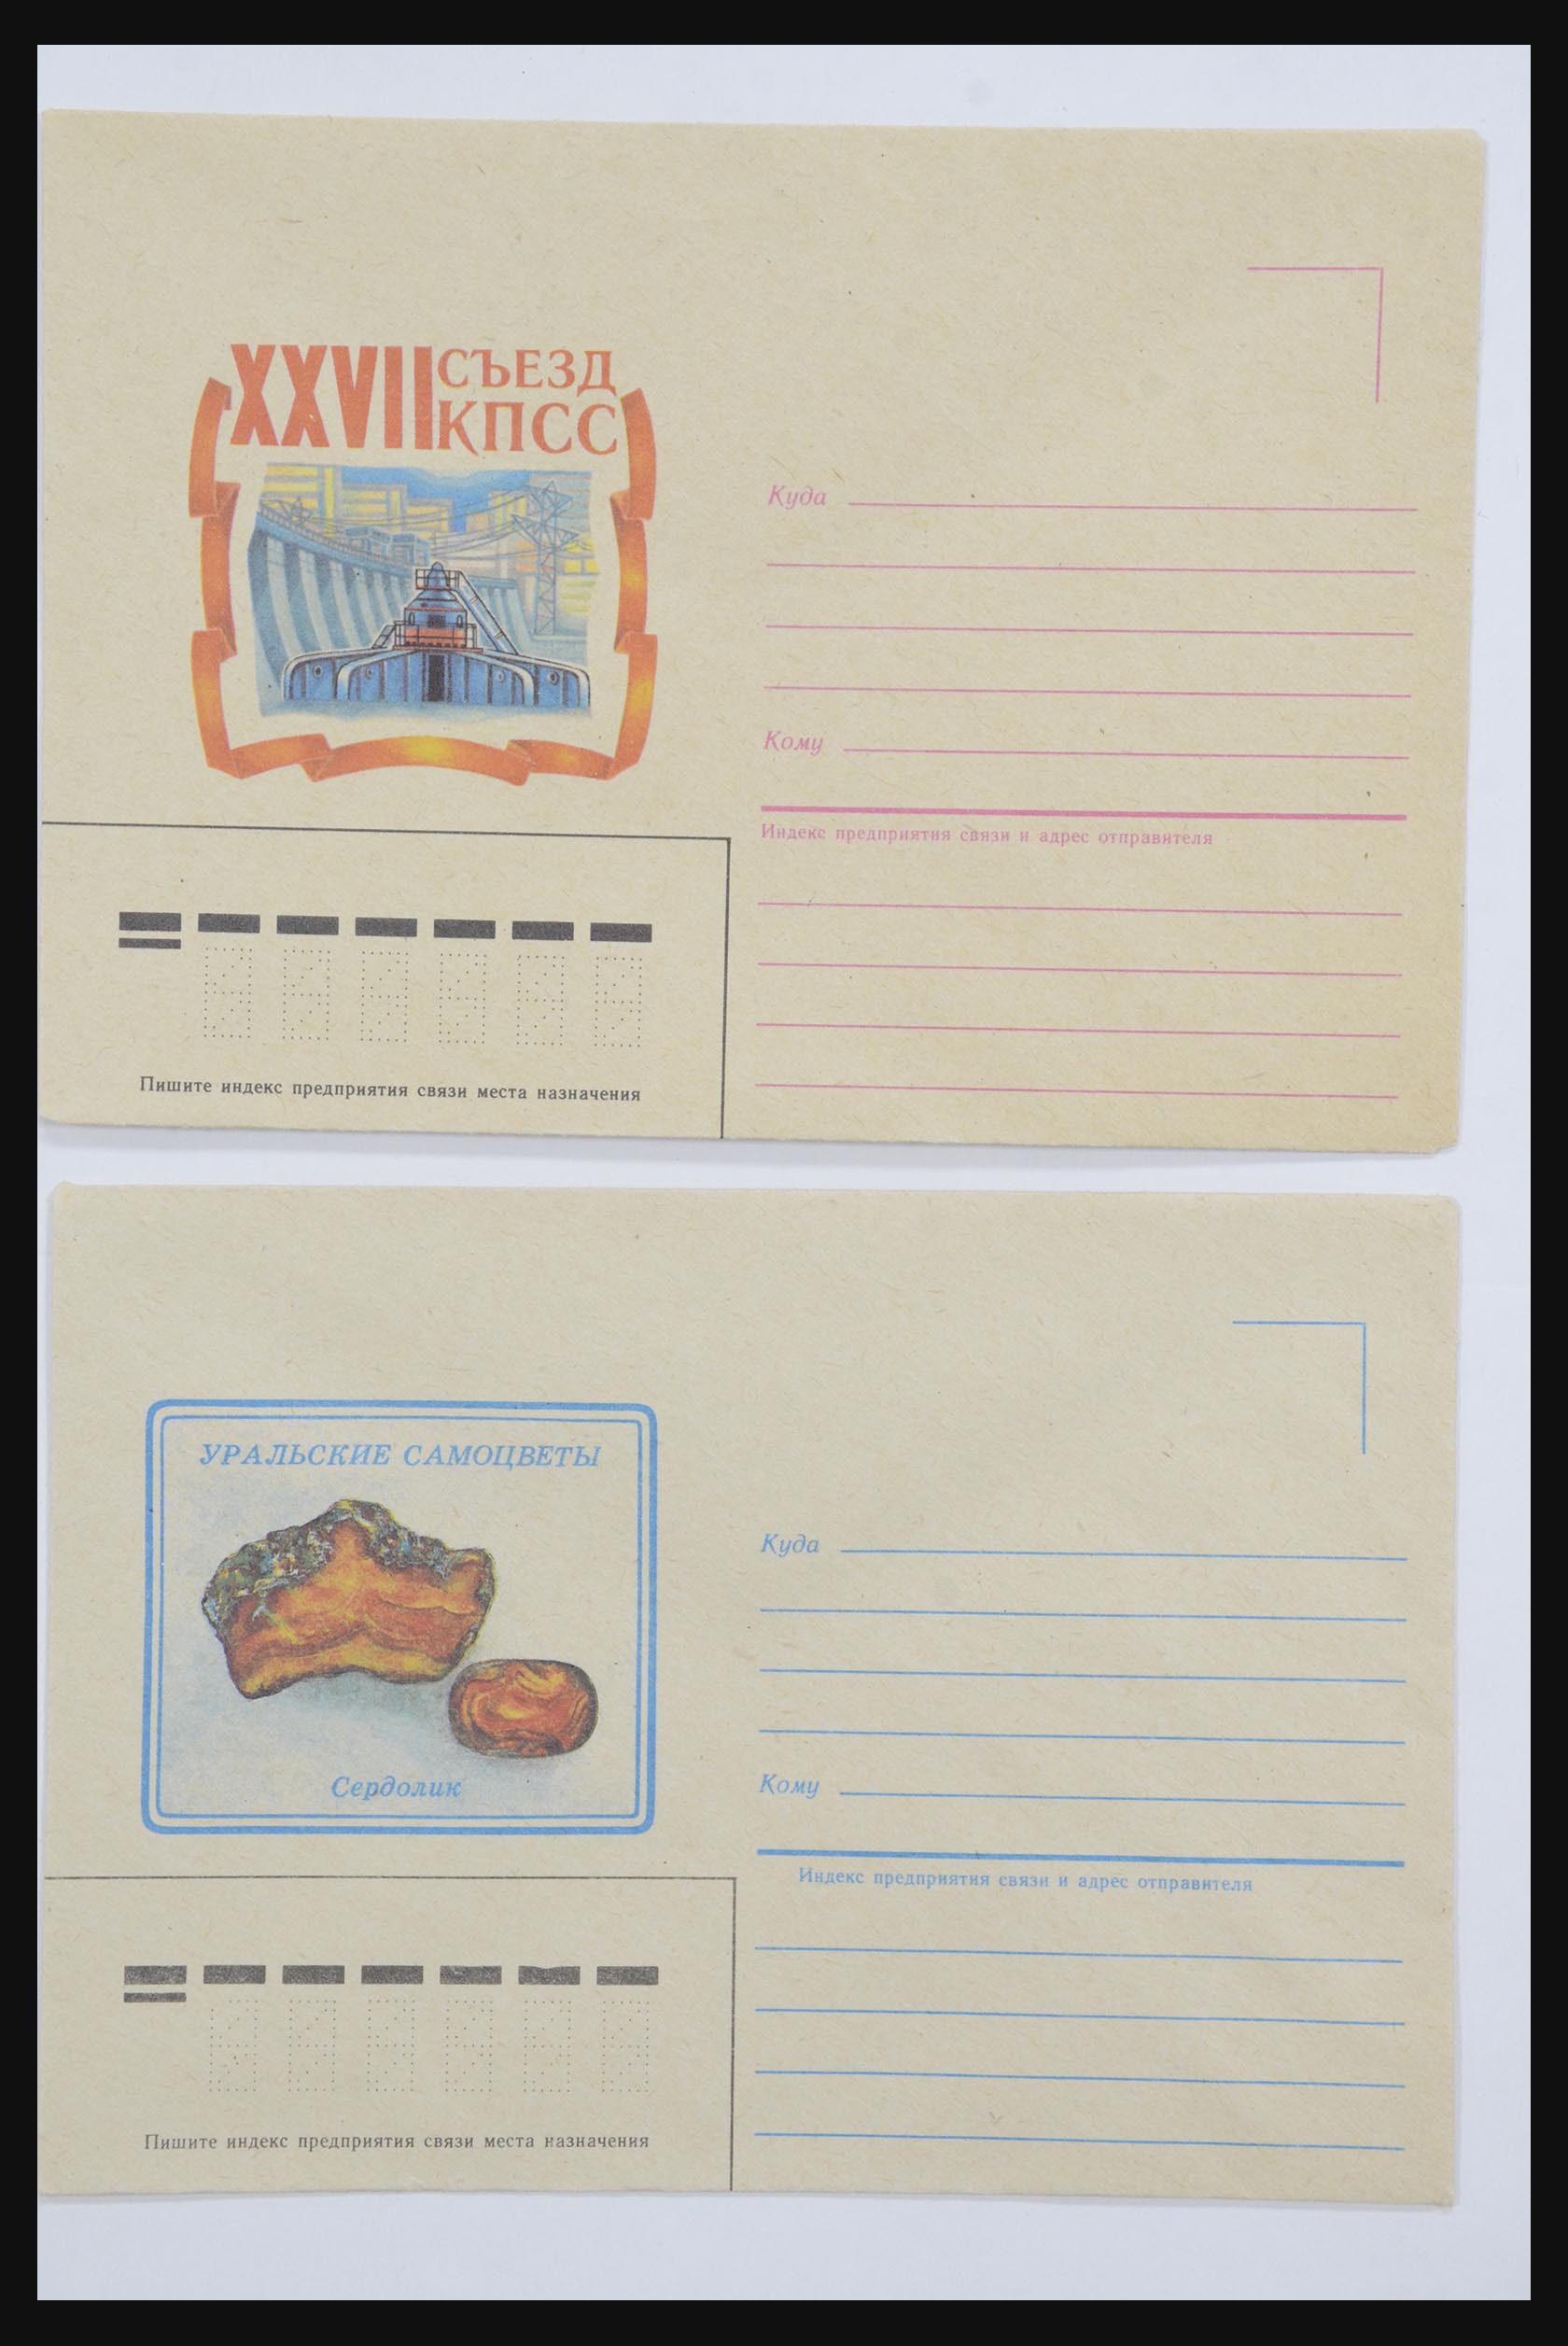 XXVII СЪЕЗД
КПСС
Куда
Кому
Индекс предприятия связи и адрес отправителя
Пишите индекс предприятия связи места назначения
УРАЛЬСКИЕ САМОЦВЕТЫ
Сердолик
Куда
Кому
Индекс предприятия связи и адрес отправителя
Пишите индекс предприятия связи места назначения